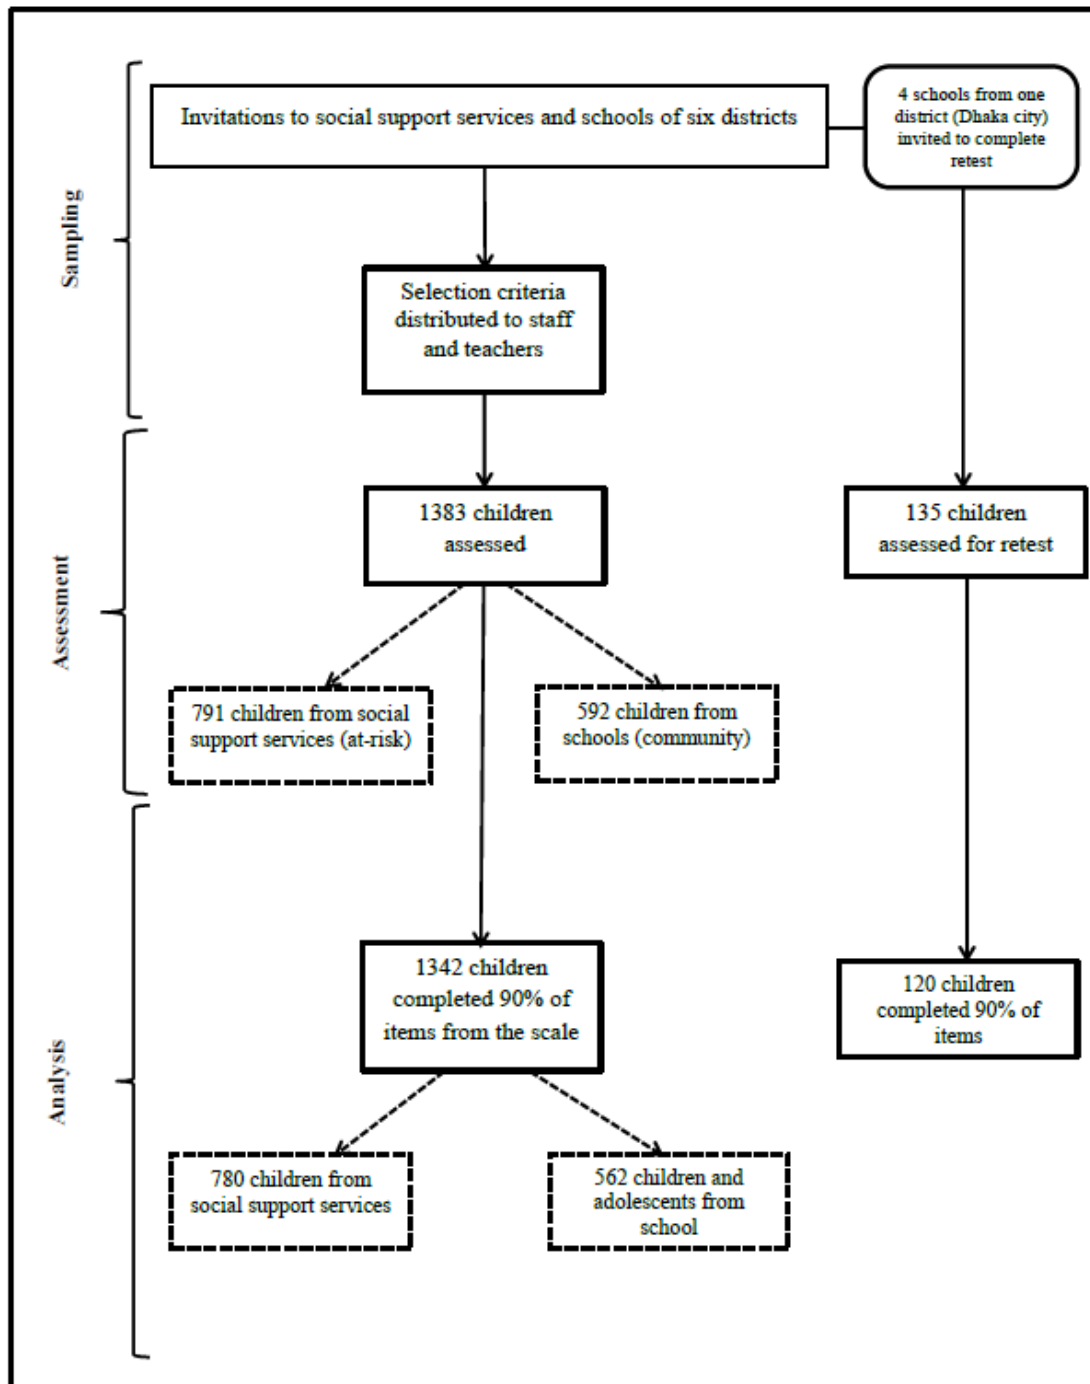 Invitations to social support services and schools of six districts
4 schools from one
district (Dhaka city)
invited to complete
retest
Sampling
Selection criteria
distributed to staff
and teachers
1383 children
assessed
135 children
assessed for retest
Assessment
791 children from social
support services (at-risk)
592 children from
schools (community)
1342 children
completed 90% of
items from the scale
120 children
completed 90% of
items
Analysis
780 children from
social support services
562 children and
adolescents from
school